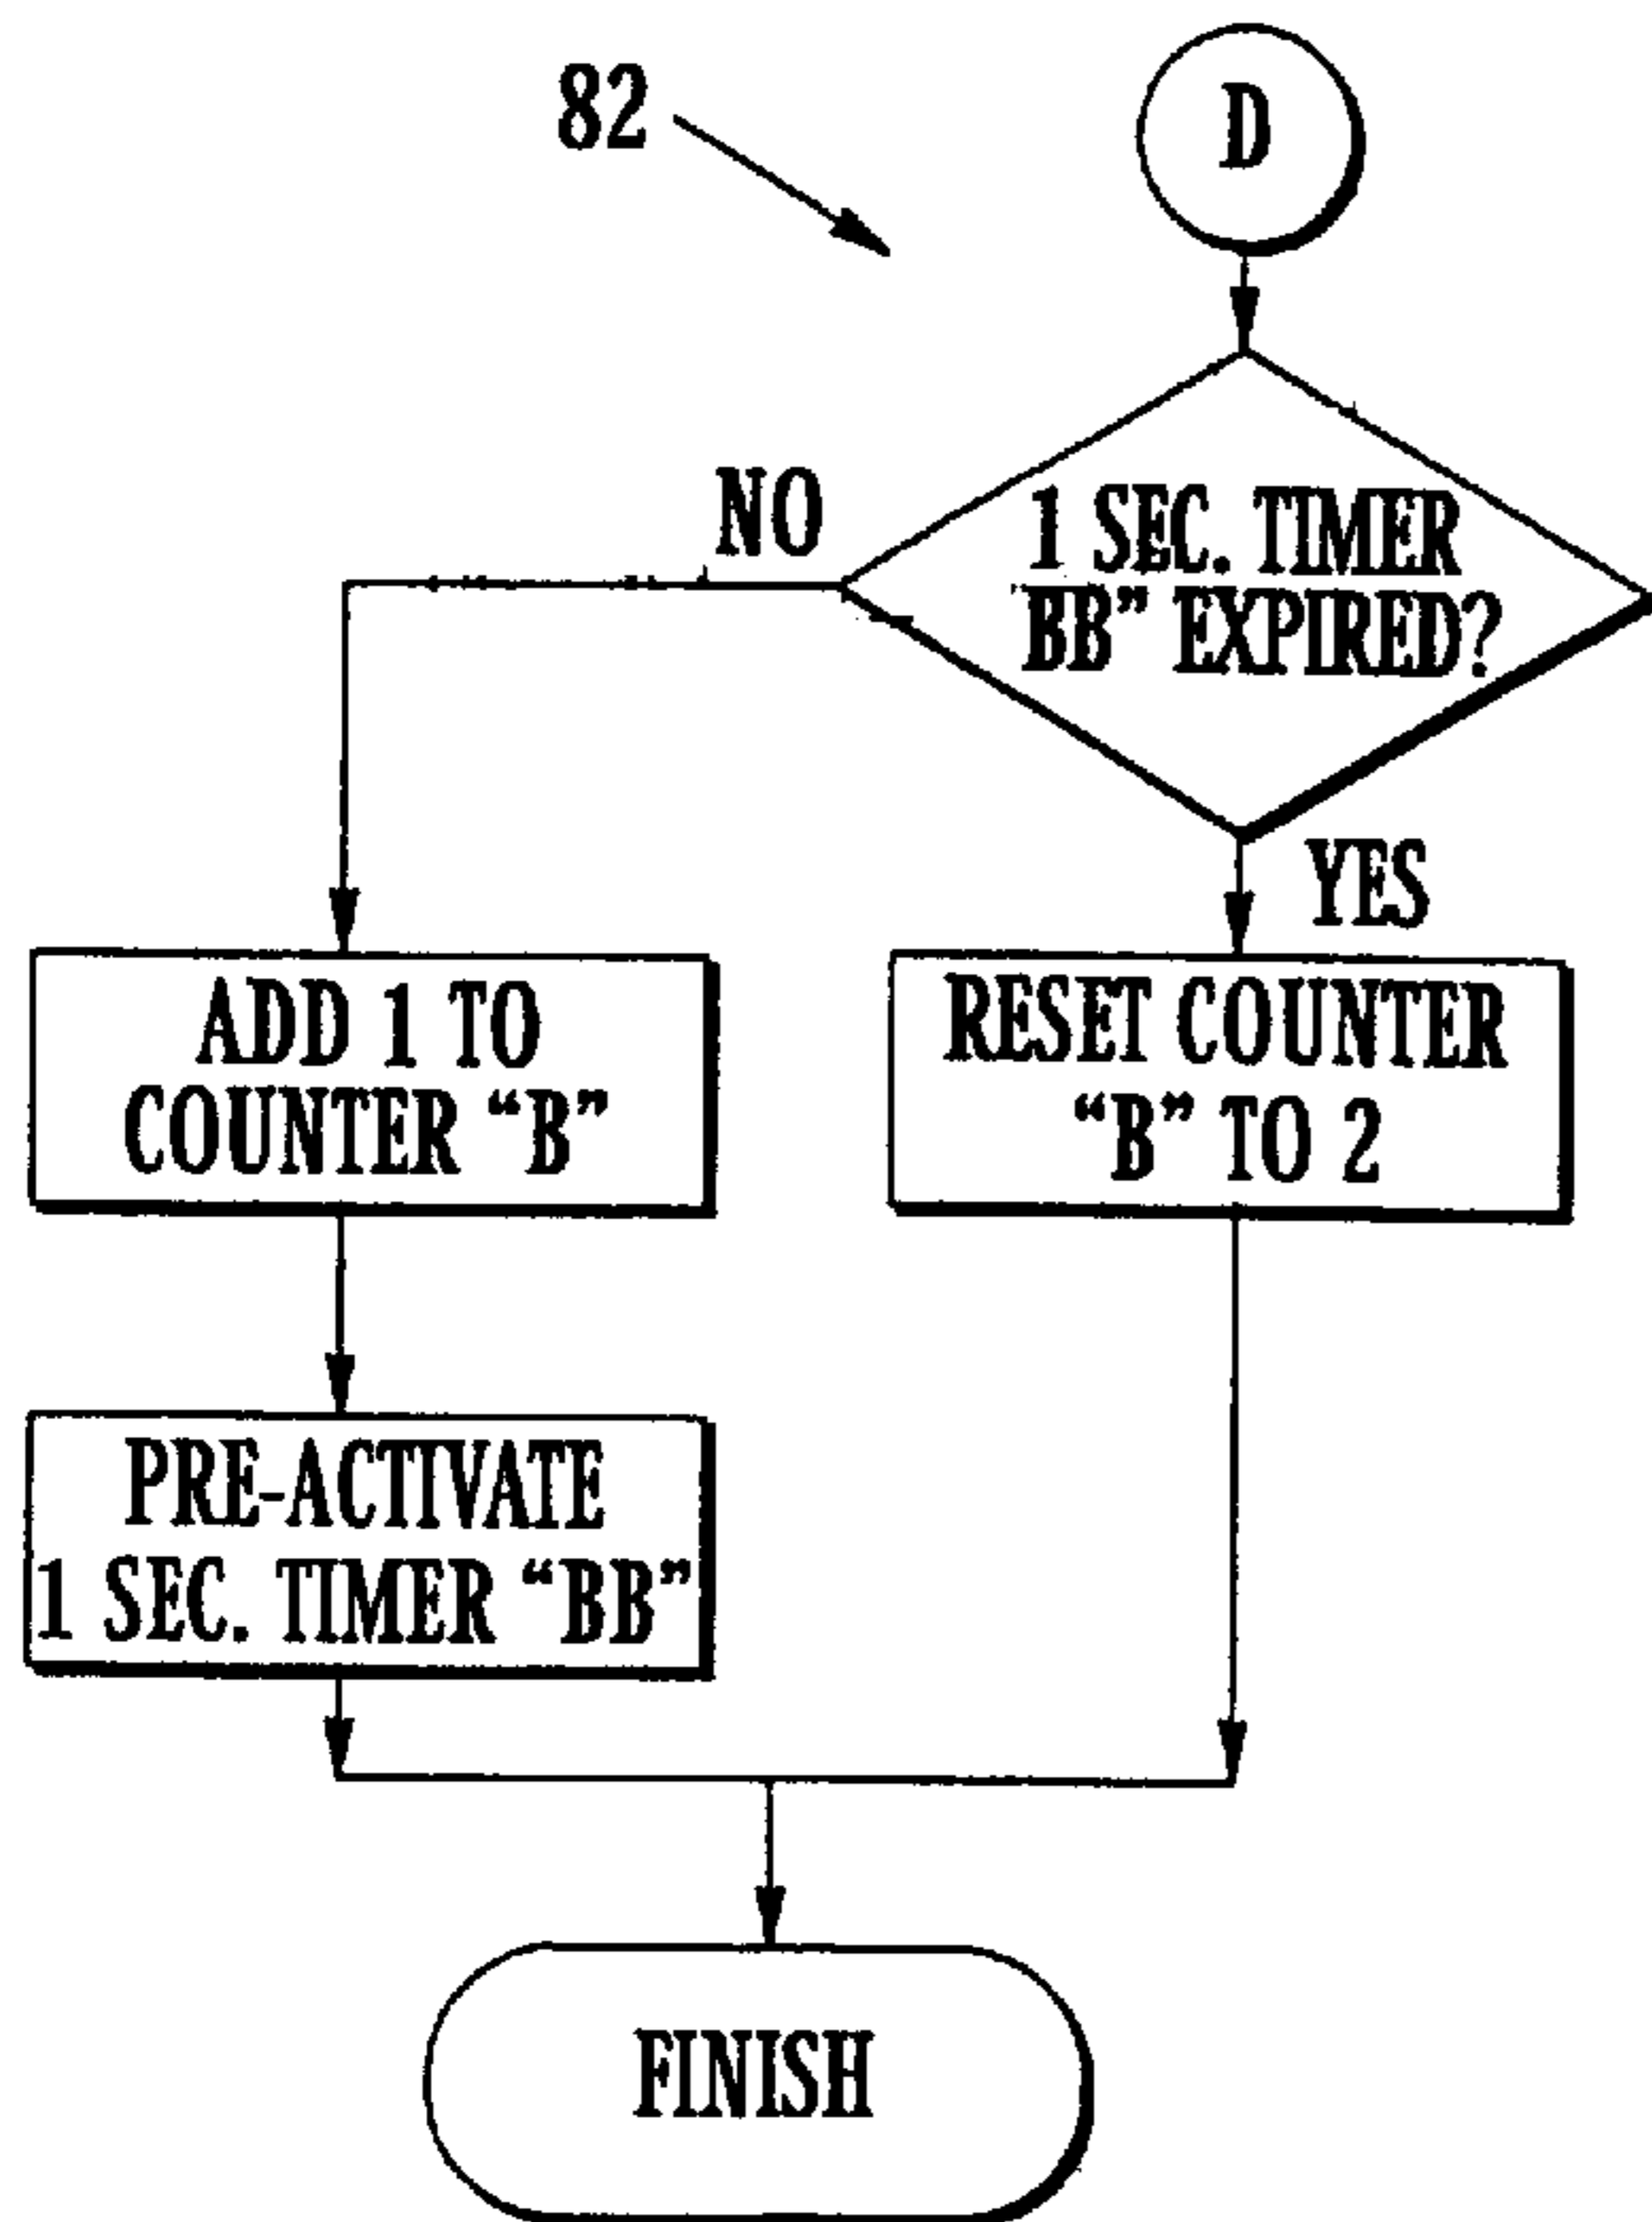 82
D
NO
1 SEC. TIMER
BB” EXPIRED?
YES
ADD 1 TO
COUNTER “B”
RESET COUNTER
“B” TO 2
PRE-ACTIVATE
1 SEC. TIMER “BB”
FINISH